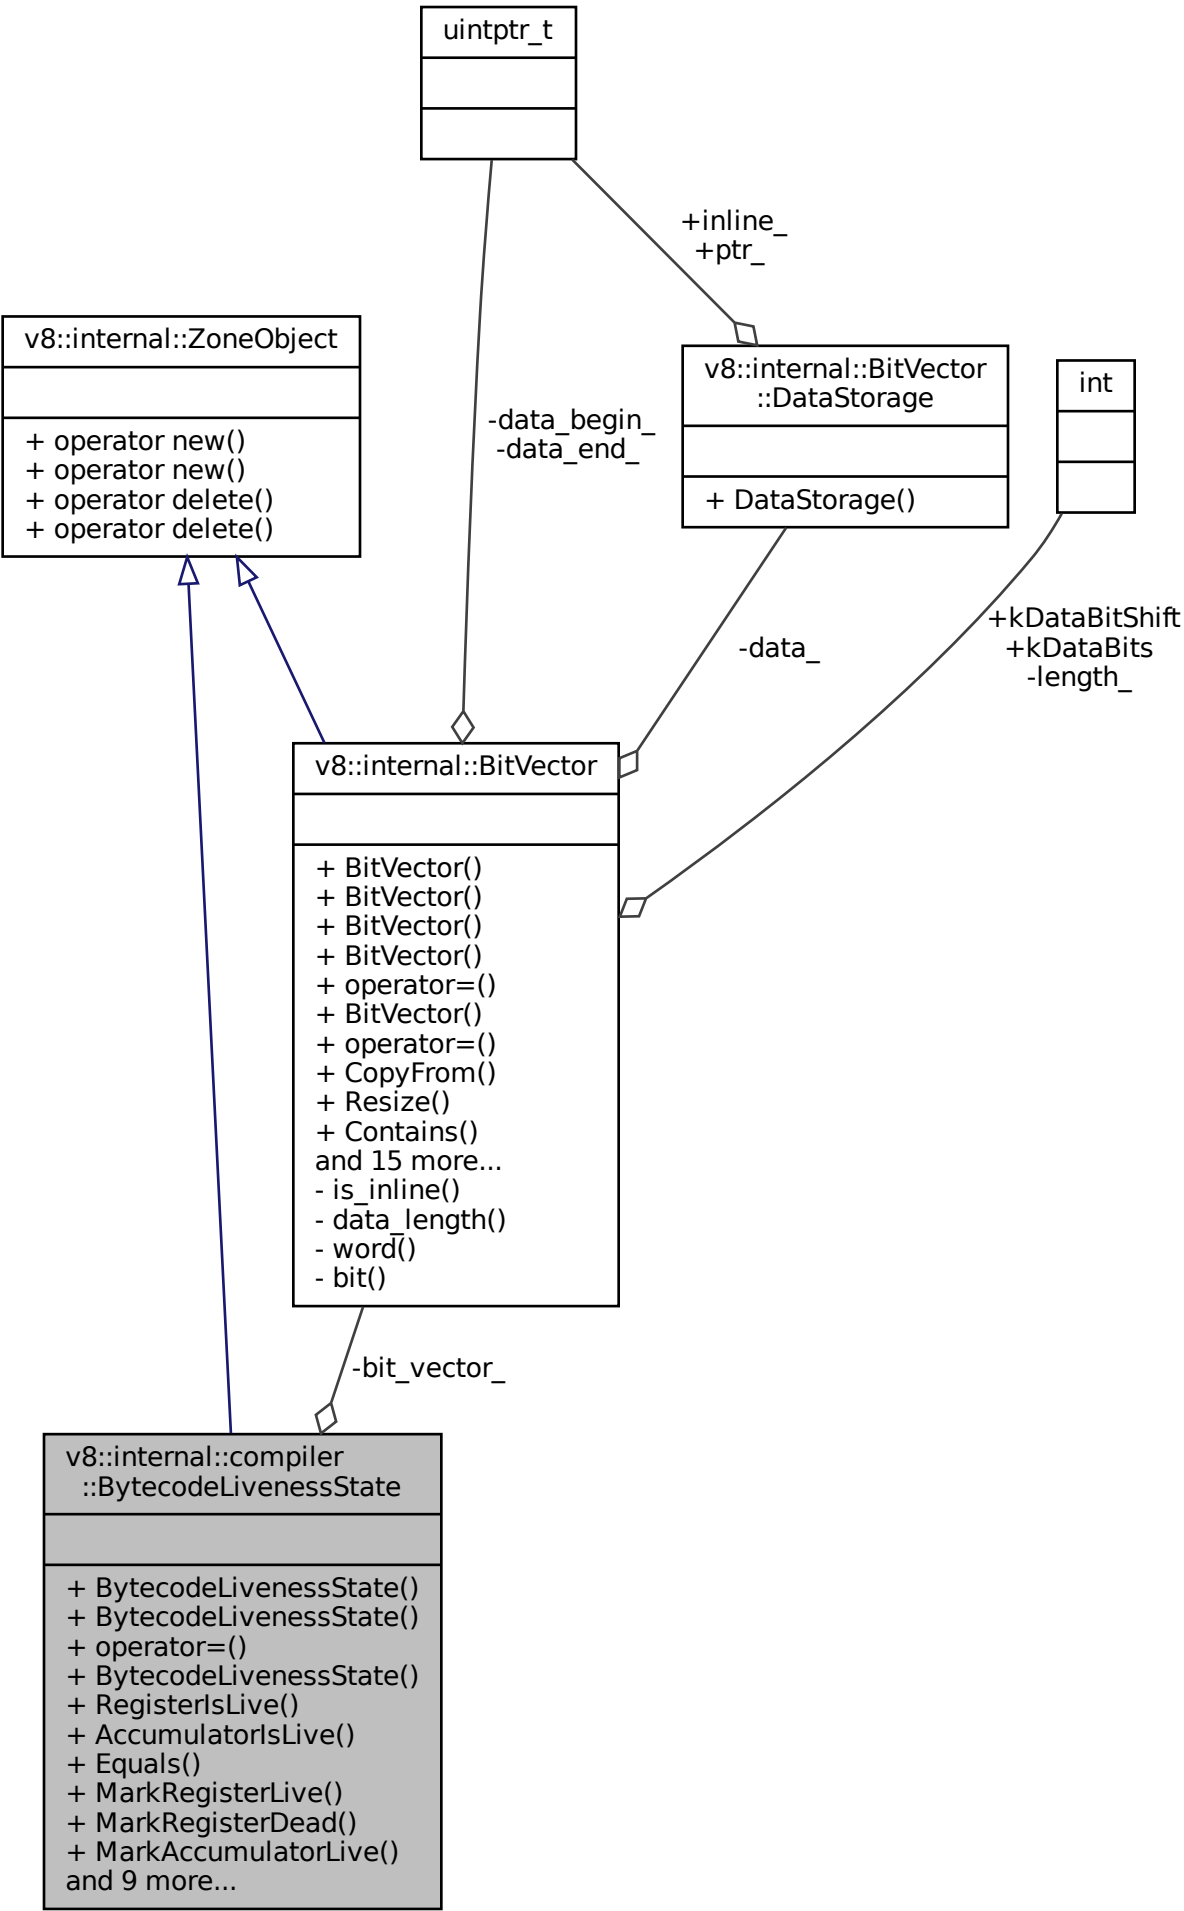 uintptr_t
+inline_
+ptr_
v8::internal::ZoneObject
+ operator new()
+ operator new()
+ operator delete()
+ operator delete()
v8::internal::BitVector
::DataStorage
+ DataStorage()
int
-data_begin_
-data_end_
-data_
+kDataBitShift
+kDataBits
-length_
v8::internal::BitVector
+ BitVector()
+ BitVector()
+ BitVector()
+ BitVector()
+ operator=()
+ BitVector()
+ operator=()
+ CopyFrom()
+ Resize()
+ Contains()
and 15 more...
- is_inline()
- data_length()
- word()
- bit()
-bit_vector_
v8::internal::compiler
::BytecodeLivenessState
+ BytecodeLivenessState()
+ BytecodeLivenessState()
+ operator=()
+ BytecodeLivenessState()
+ RegisterIsLive()
+ AccumulatorIsLive()
+ Equals()
+ MarkRegisterLive()
+ MarkRegisterDead()
+ MarkAccumulatorLive()
and 9 more...